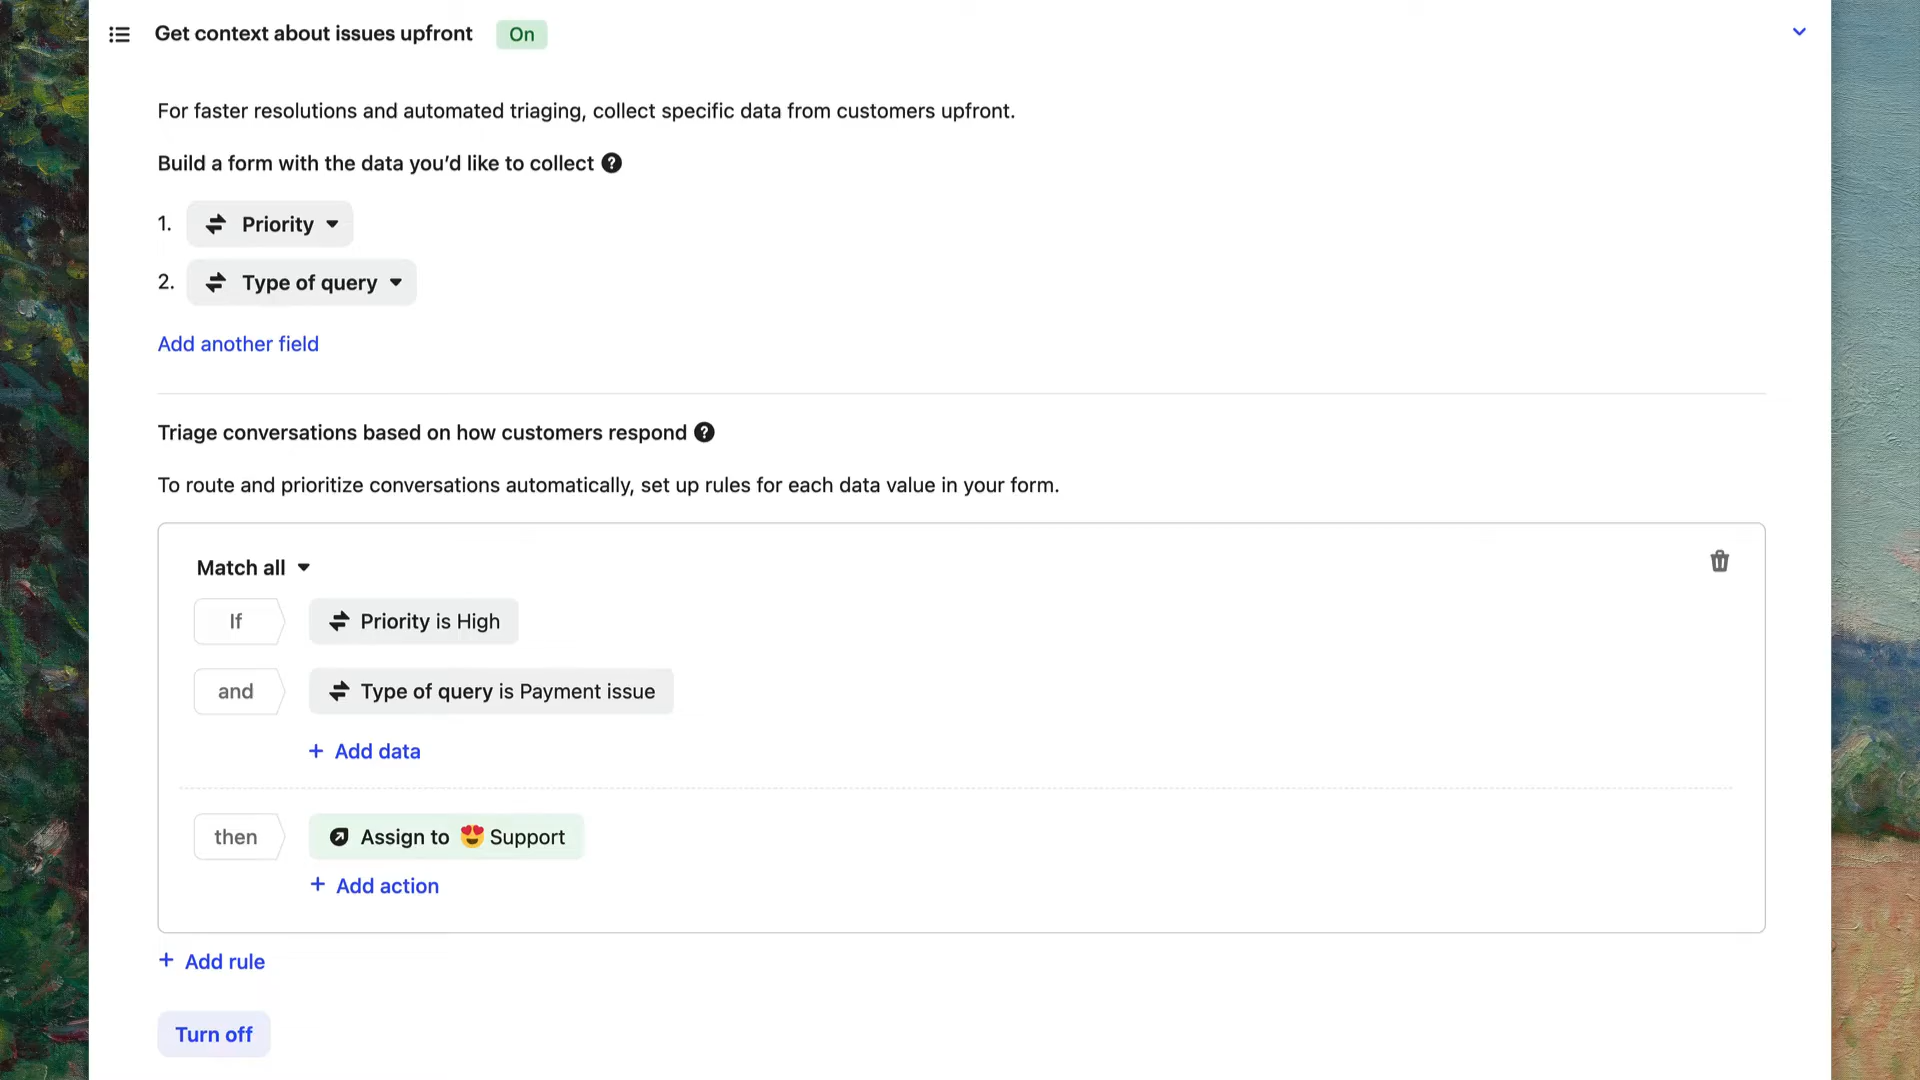 Get context about issues upfront On
For faster resolutions and automated triaging, collect specific data from customers upfront.
Build a form with the data you’d like to collect ?
1. Priority
2. Type of query
Add another field
Triage conversations based on how customers respond ?
To route and prioritize conversations automatically, set up rules for each data value in your form.
Match all
If Priority is High
and Type of query is Payment issue
+ Add data
then Assign to 😍 Support
+ Add action
+ Add rule
Turn off